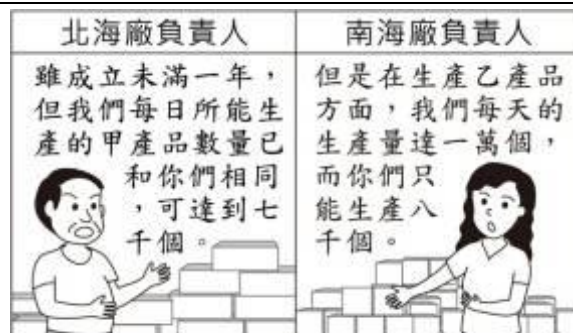 北海廠負責人
雖成立未滿一年，
但我們每日所能生
產的甲產品數量已
和你們相同
，可達到七
千個。
南海廠負責人
但是在生產乙產品
方面，我們每天的
生產量達一萬個，
而你們只
能生產八
千個。